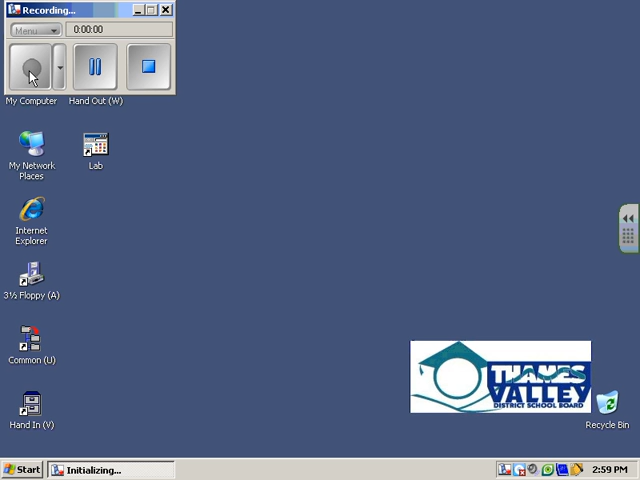 Recording...
Menu
0:00:00
My Computer
Hand Out (W)
My Network
Places
Lab
Internet
Explorer
3½ Floppy (A)
Common (U)
Hand In (V)
THAMES
VALLEY
DISTRICT SCHOOL BOARD
Recycle Bin
Start
Initializing...
2:59 PM